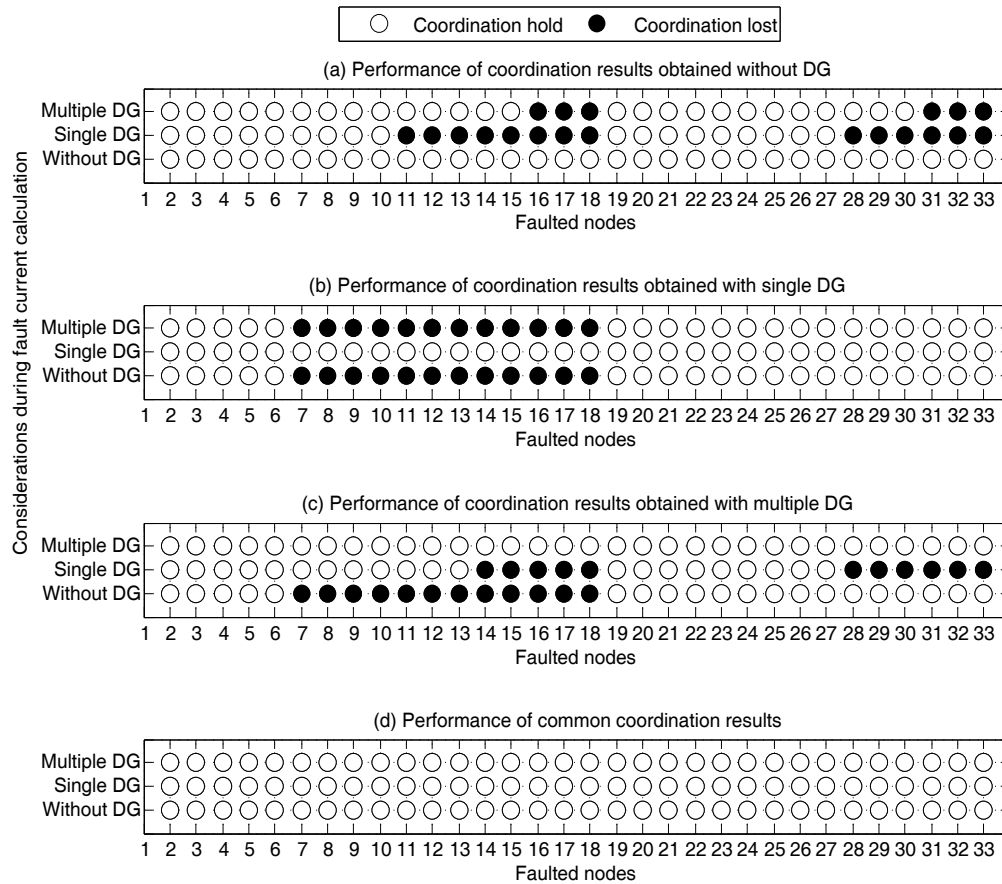 Coordination hold Coordination lost
(a) Performance of coordination results obtained without DG
Multiple DG
Single DG
Without DG
1 2 3 4 5 6 7 8 9 10 11 12 13 14 15 16 17 18 19 20 21 22 23 24 25 26 27 28 29 30 31 32 33
Faulted nodes
Considerations during fault current calculation
(b) Performance of coordination results obtained with single DG
Multiple DG
Single DG
Without DG
1 2 3 4 5 6 7 8 9 10 11 12 13 14 15 16 17 18 19 20 21 22 23 24 25 26 27 28 29 30 31 32 33
Faulted nodes
(c) Performance of coordination results obtained with multiple DG
Multiple DG
Single DG
Without DG
1 2 3 4 5 6 7 8 9 10 11 12 13 14 15 16 17 18 19 20 21 22 23 24 25 26 27 28 29 30 31 32 33
Faulted nodes
(d) Performance of common coordination results
Multiple DG
Single DG
Without DG
1 2 3 4 5 6 7 8 9 10 11 12 13 14 15 16 17 18 19 20 21 22 23 24 25 26 27 28 29 30 31 32 33
Faulted nodes